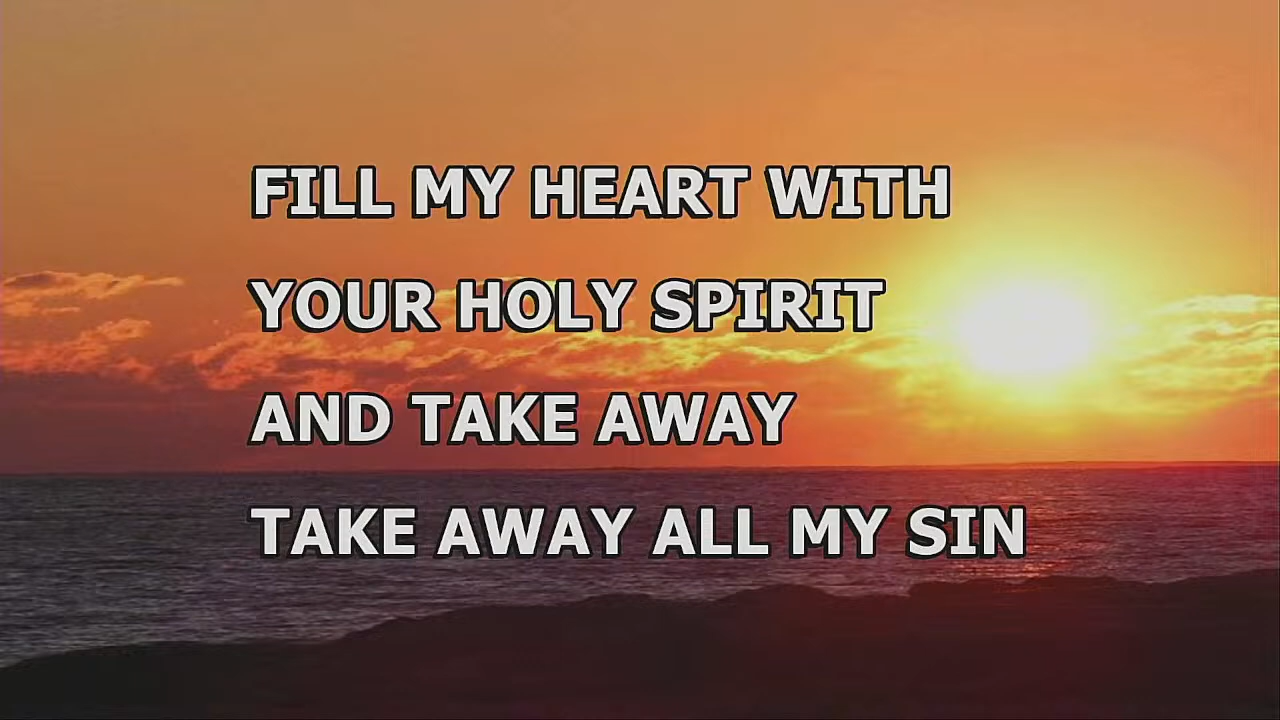 FILL MY HEART WITH
YOUR HOLY SPIRIT
AND TAKE AWAY
TAKE AWAY ALL MY SIN